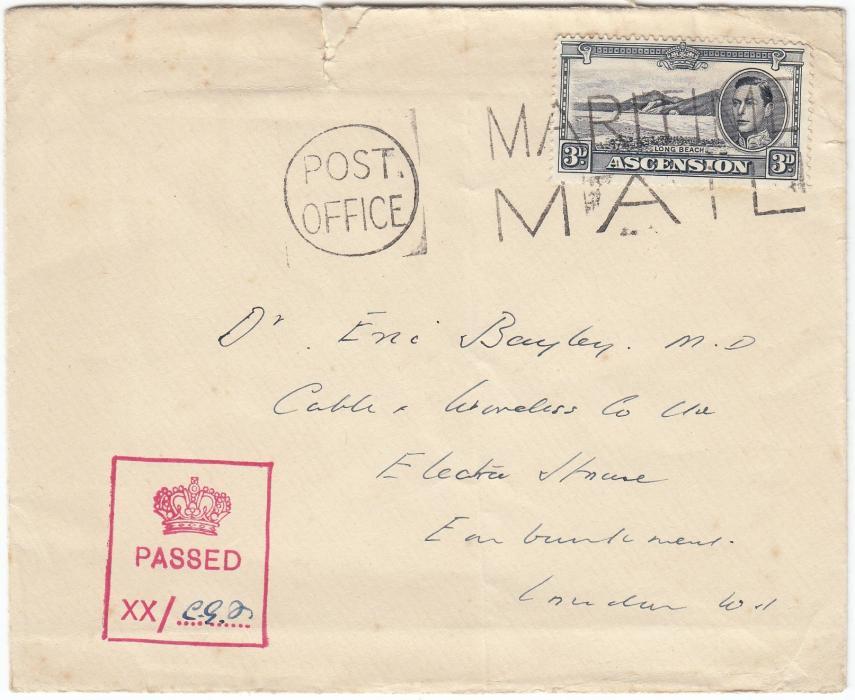 POST
OFFICE
MARITIME
MAIL
LONG BEACH
3D. ASCENSION 3D.
Dr. Eric Bayley. M.D
Cable & Wireless Co Ltd
Electra House
Embankment.
London
PASSED
XX/